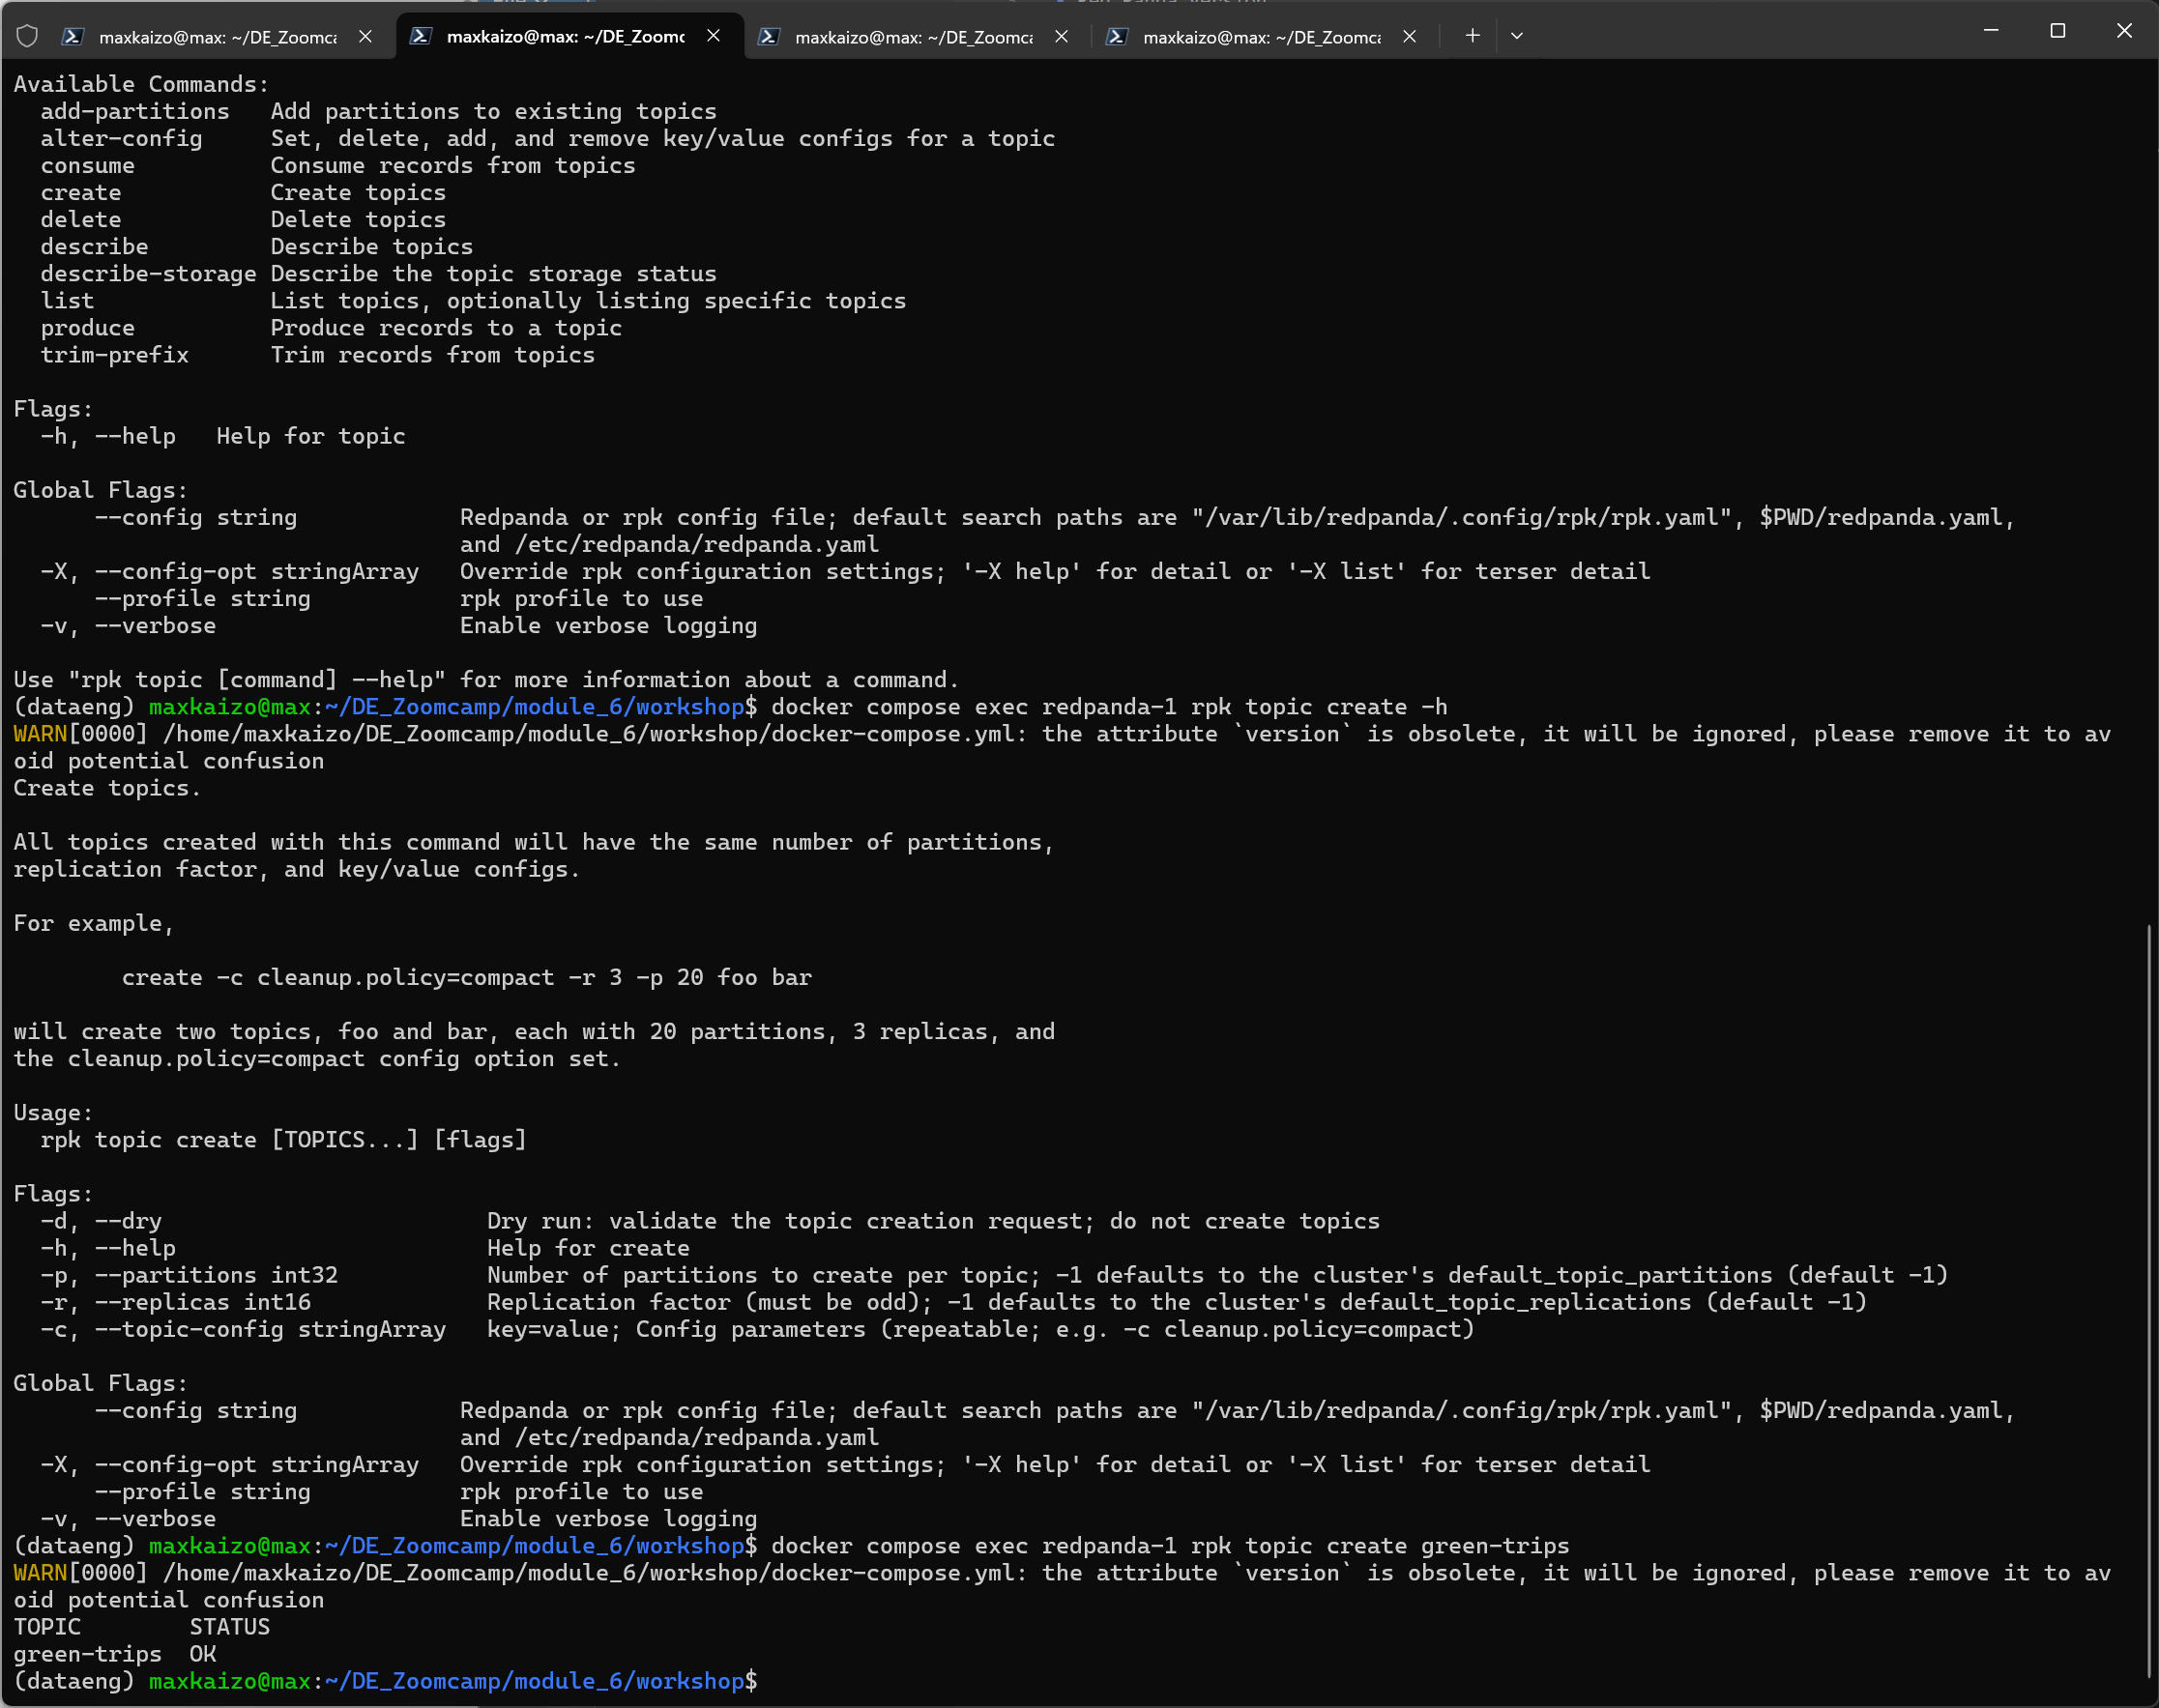 maxkaizo@max: ~/DE_Zoomca
maxkaizo@max: ~/DE_Zoomc
maxkaizo@max: ~/DE_Zoomca
maxkaizo@max: ~/DE_Zoomca
Available Commands:
  add-partitions   Add partitions to existing topics
  alter-config     Set, delete, add, and remove key/value configs for a topic
  consume          Consume records from topics
  create           Create topics
  delete           Delete topics
  describe         Describe topics
  describe-storage Describe the topic storage status
  list             List topics, optionally listing specific topics
  produce          Produce records to a topic
  trim-prefix      Trim records from topics
Flags:
  -h, --help   Help for topic
Global Flags:
      --config string            Redpanda or rpk config file; default search paths are "/var/lib/redpanda/.config/rpk/rpk.yaml", $PWD/redpanda.yaml,
                                 and /etc/redpanda/redpanda.yaml
  -X, --config-opt stringArray   Override rpk configuration settings; '-X help' for detail or '-X list' for terser detail
      --profile string           rpk profile to use
  -v, --verbose                  Enable verbose logging
Use "rpk topic [command] --help" for more information about a command.
(dataeng) maxkaizo@max:~/DE_Zoomcamp/module_6/workshop$ docker compose exec redpanda-1 rpk topic create -h
WARN[0000] /home/maxkaizo/DE_Zoomcamp/module_6/workshop/docker-compose.yml: the attribute `version` is obsolete, it will be ignored, please remove it to av
oid potential confusion
Create topics.
All topics created with this command will have the same number of partitions,
replication factor, and key/value configs.
For example,
        create -c cleanup.policy=compact -r 3 -p 20 foo bar
will create two topics, foo and bar, each with 20 partitions, 3 replicas, and
the cleanup.policy=compact config option set.
Usage:
  rpk topic create [TOPICS...] [flags]
Flags:
  -d, --dry                        Dry run: validate the topic creation request; do not create topics
  -h, --help                       Help for create
  -p, --partitions int32           Number of partitions to create per topic; -1 defaults to the cluster's default_topic_partitions (default -1)
  -r, --replicas int16             Replication factor (must be odd); -1 defaults to the cluster's default_topic_replications (default -1)
  -c, --topic-config stringArray   key=value; Config parameters (repeatable; e.g. -c cleanup.policy=compact)
Global Flags:
      --config string            Redpanda or rpk config file; default search paths are "/var/lib/redpanda/.config/rpk/rpk.yaml", $PWD/redpanda.yaml,
                                 and /etc/redpanda/redpanda.yaml
  -X, --config-opt stringArray   Override rpk configuration settings; '-X help' for detail or '-X list' for terser detail
      --profile string           rpk profile to use
  -v, --verbose                  Enable verbose logging
(dataeng) maxkaizo@max:~/DE_Zoomcamp/module_6/workshop$ docker compose exec redpanda-1 rpk topic create green-trips
WARN[0000] /home/maxkaizo/DE_Zoomcamp/module_6/workshop/docker-compose.yml: the attribute `version` is obsolete, it will be ignored, please remove it to av
oid potential confusion
TOPIC        STATUS
green-trips  OK
(dataeng) maxkaizo@max:~/DE_Zoomcamp/module_6/workshop$